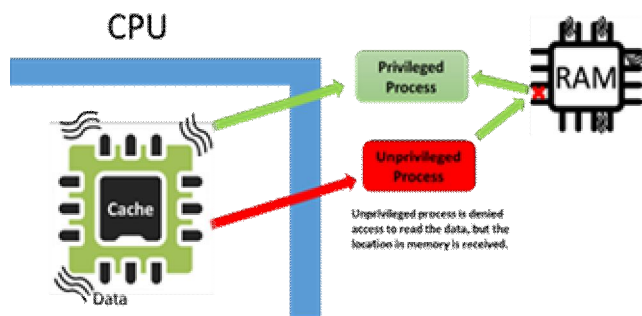 CPU
Privileged
Process
RAM
Unprivileged
Process
Cache
Unprivileged process is denied
access to read the data, but the
location in memory is received.
Data